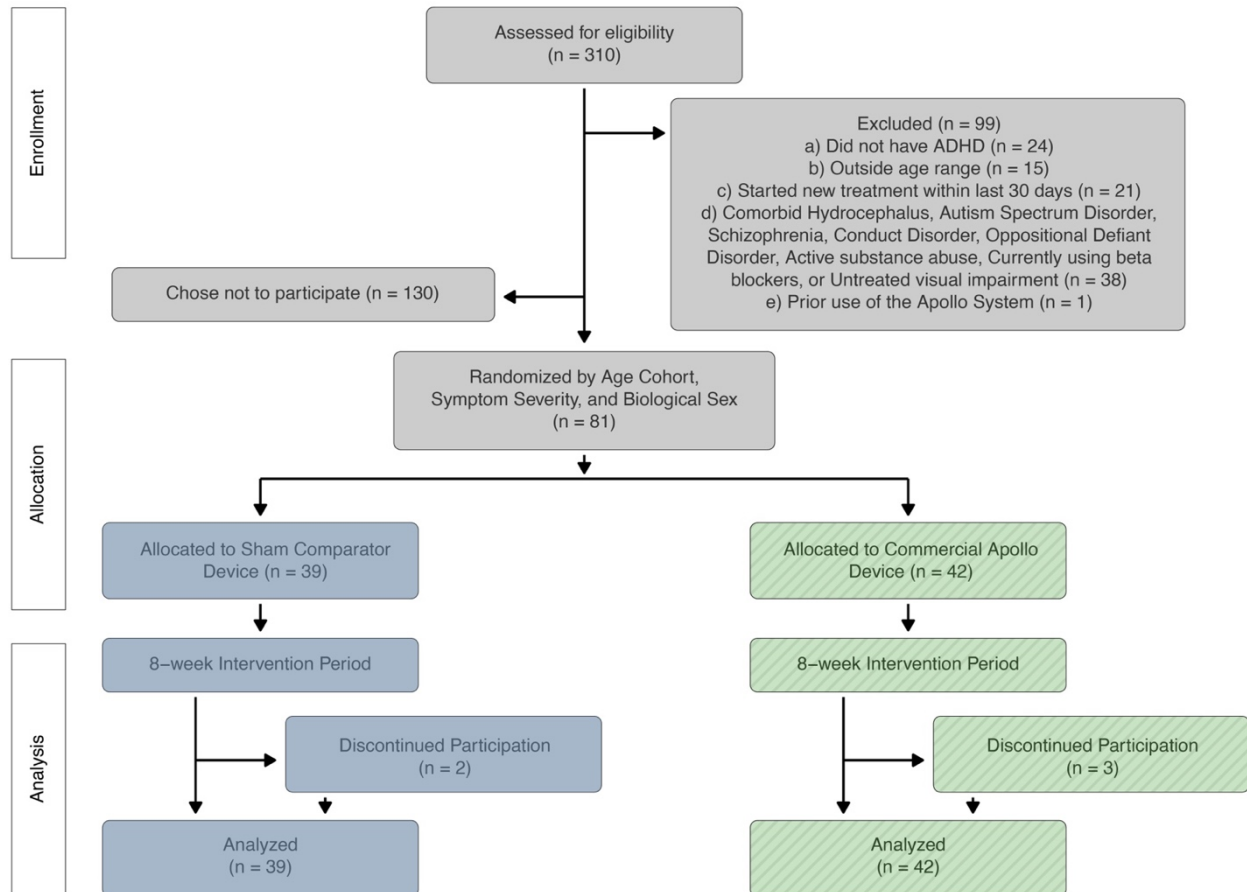 Enrollment
Assessed for eligibility
(n = 310)
Excluded (n = 99)
a) Did not have ADHD (n = 24)
b) Outside age range (n = 15)
c) Started new treatment within last 30 days (n = 21)
d) Comorbid Hydrocephalus, Autism Spectrum Disorder,
Schizophrenia, Conduct Disorder, Oppositional Defiant
Disorder, Active substance abuse, Currently using beta
blockers, or Untreated visual impairment (n = 38)
e) Prior use of the Apollo System (n = 1)
Chose not to participate (n = 130)
Allocation
Randomized by Age Cohort,
Symptom Severity, and Biological Sex
(n = 81)
Allocated to Sham Comparator
Device (n = 39)
Allocated to Commercial Apollo
Device (n = 42)
Analysis
8−week Intervention Period
8−week Intervention Period
Discontinued Participation
(n = 2)
Discontinued Participation
(n = 3)
Analyzed
(n = 39)
Analyzed
(n = 42)